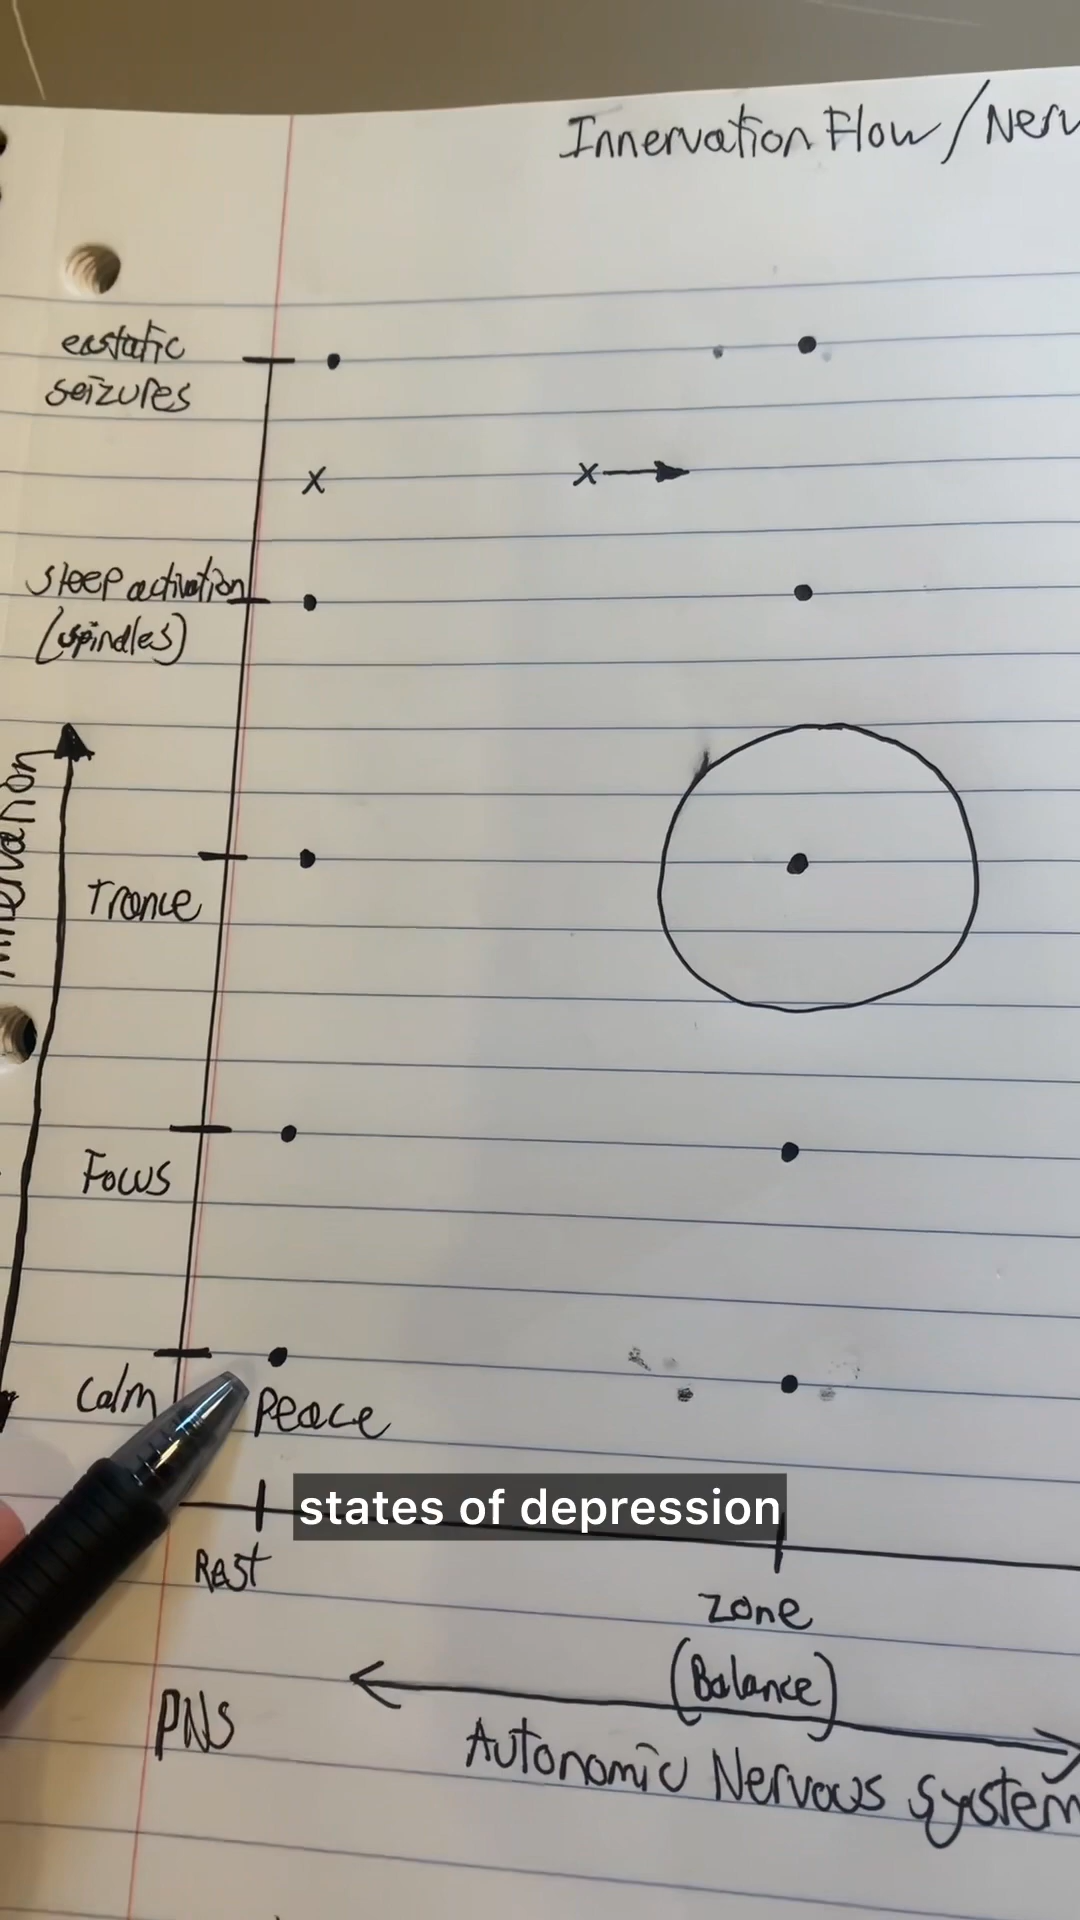 Innervation Flow / Nerv
ecstatic
seizures
x
x
sleep activation
(spindles)
Innervation
Trance
Focus
Calm
Peace
states of depression
Rest
Zone
(Balance)
PNS
Autonomic Nervous System